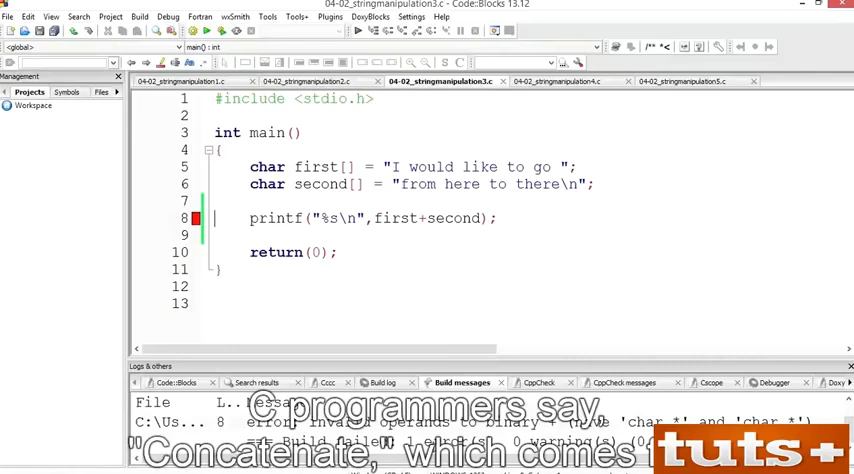 04-02_stringmanipulation3.c - Code::Blocks 13.12
File Edit View Search Project Build Debug Fortran wxSmith Tools Tools+ Plugins DoxyBlocks Settings Help
<global> main() : int
Management
Projects Symbols Files
Workspace
04-02_stringmanipulation1.c 04-02_stringmanipulation2.c 04-02_stringmanipulation3.c 04-02_stringmanipulation4.c 04-02_stringmanipulation5.c
1 #include <stdio.h>
2
3 int main()
4 {
5 char first[] = "I would like to go ";
6 char second[] = "from here to there\n";
7
8 printf("%s\n",first+second);
9
10 return(0);
11 }
12
13
Logs & others
Code::Blocks Search results Cccc Build log Build messages CppCheck CppCheck messages Cscope Debugger Doxy
File L.. Message
C:\Us... 8 error: invalid operands to binary + (have 'char *' and 'char *')
=== Build failed: 1 error(s), 0 warning(s) (0
C programmers say,
"Concatenate," which comes
tuts+